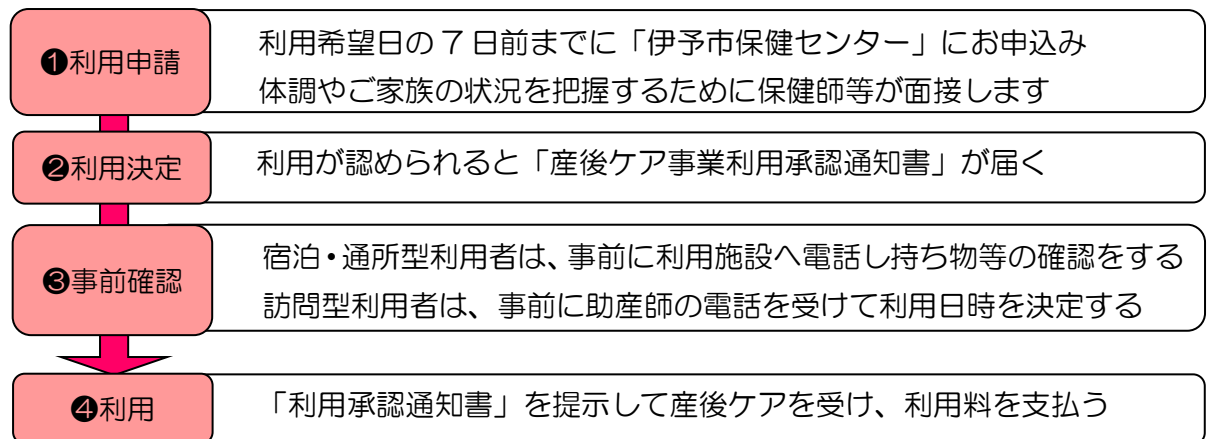 ❶利用申請
利用希望日の7日前までに「伊予市保健センター」にお申込み
体調やご家族の状況を把握するために保健師等が面接します
❷利用決定
利用が認められると「産後ケア事業利用承認通知書」が届く
❸事前確認
宿泊・通所型利用者は、事前に利用施設へ電話し持ち物等の確認をする
訪問型利用者は、事前に助産師の電話を受けて利用日時を決定する
❹利用
「利用承認通知書」を提示して産後ケアを受け、利用料を支払う